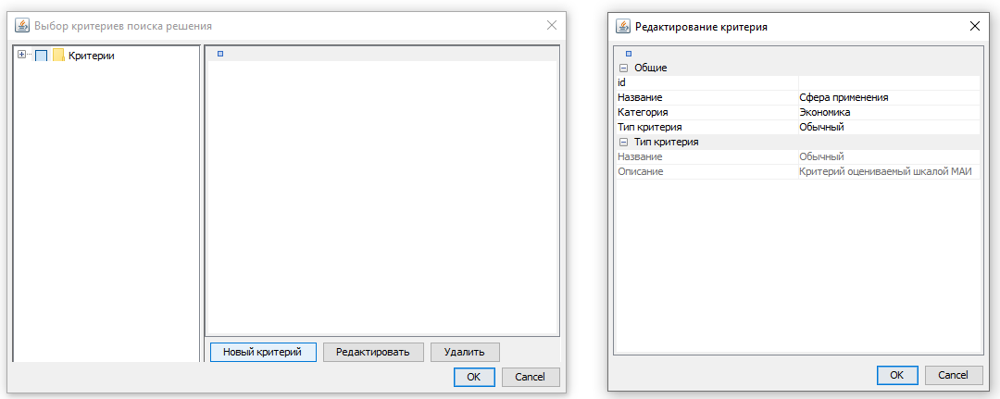 Выбор критериев поиска решения
Критерии
Новый критерий
Редактировать
Удалить
OK
Cancel
Редактирование критерия
Общие
id
Название Сфера применения
Категория Экономика
Тип критерия Обычный
Тип критерия
Название Обычный
Описание Критерий оцениваемый шкалой МАИ
OK
Cancel